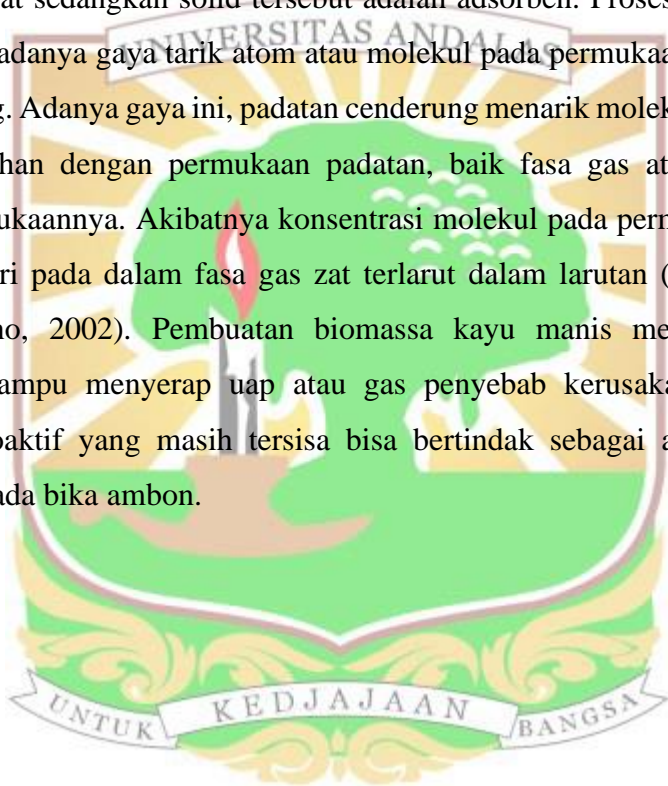 at sedangkan solid tersebut adalah adsorben. Proses
UNIVERSITAS ANDALAS
adanya gaya tarik atom atau molekul pada permukaa
g. Adanya gaya ini, padatan cenderung menarik molek
han dengan permukaan padatan, baik fasa gas at
ukaannya. Akibatnya konsentrasi molekul pada pern
ri pada dalam fasa gas zat terlarut dalam larutan (
no, 2002). Pembuatan biomassa kayu manis me
ampu menyerap uap atau gas penyebab kerusaka
oaktif yang masih tersisa bisa bertindak sebagai a
ada bika ambon.
UNTUK KEDJAJAAN BANGSA